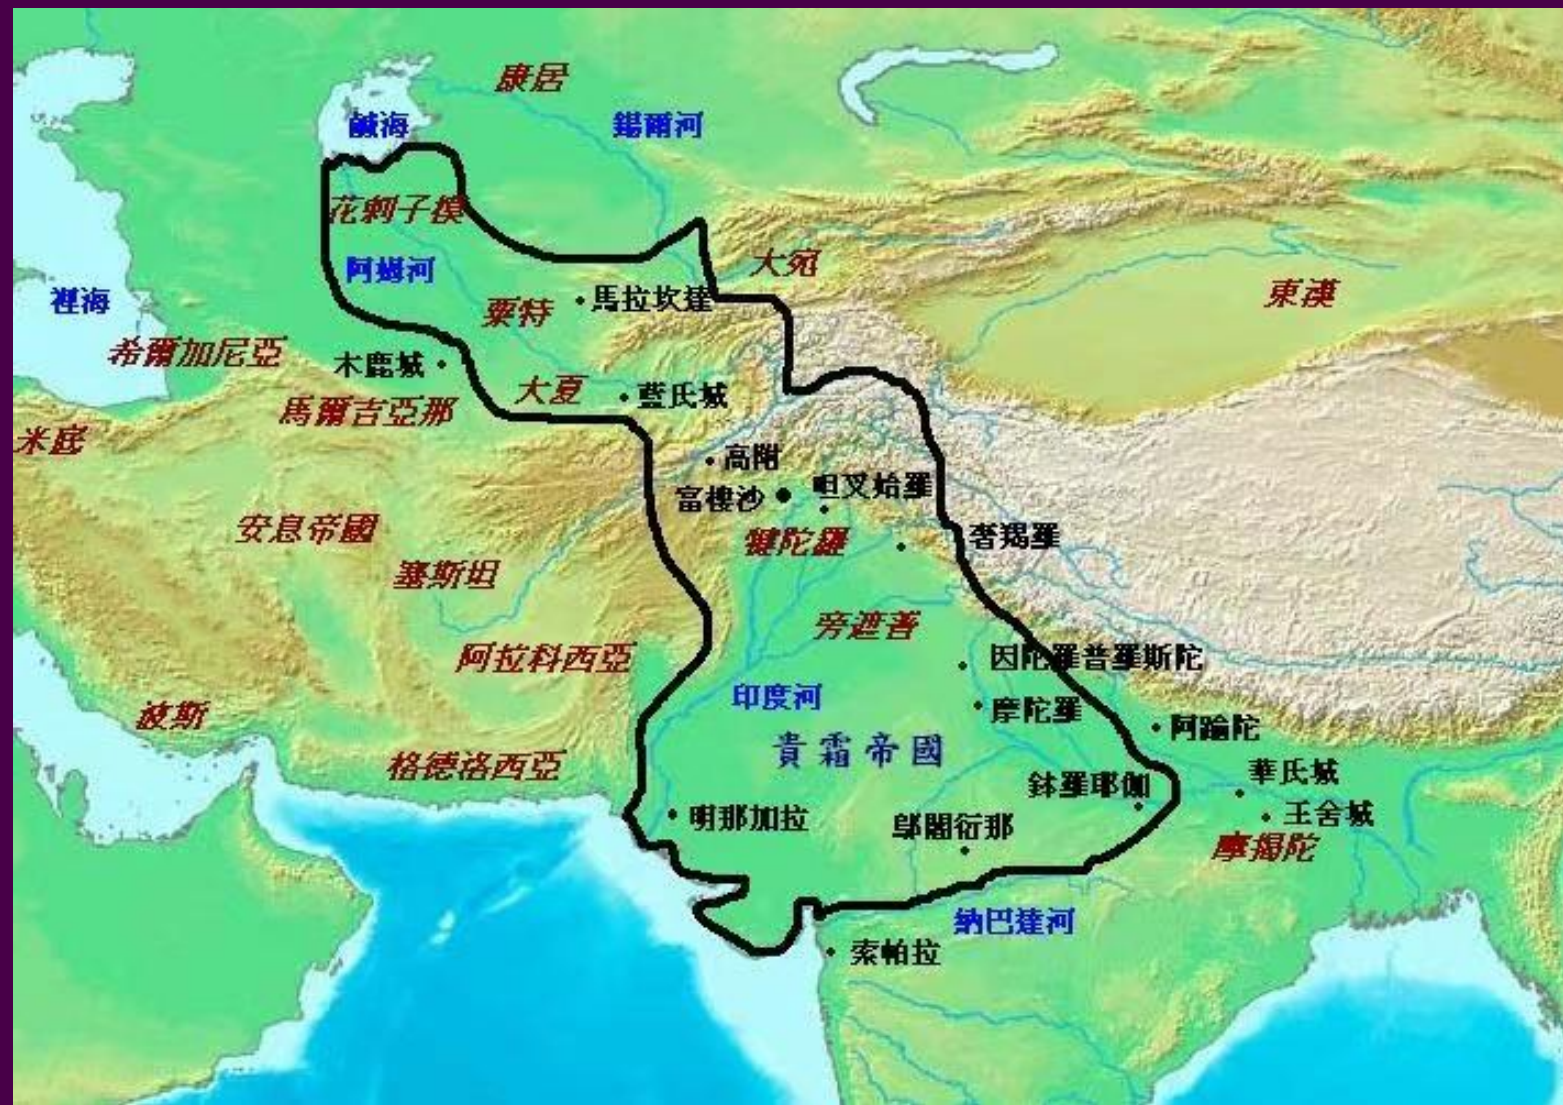 康居
鹹海
錫爾河
花剌子模
大宛
阿姆河
東漢
裡海
粟特
馬拉坎達
希爾加尼亞
木鹿城
大夏
藍氏城
馬爾吉亞那
米底
高附
富樓沙
呾叉始羅
安息帝國
犍陀羅
奢羯羅
塞斯坦
旁遮普
阿拉科西亞
因陀羅普羅斯陀
印度河
波斯
摩陀羅
阿踰陀
貴霜帝國
格德洛西亞
華氏城
鉢羅耶伽
明那加拉
鄔闍衍那
王舍城
摩揭陀
納巴達河
索帕拉